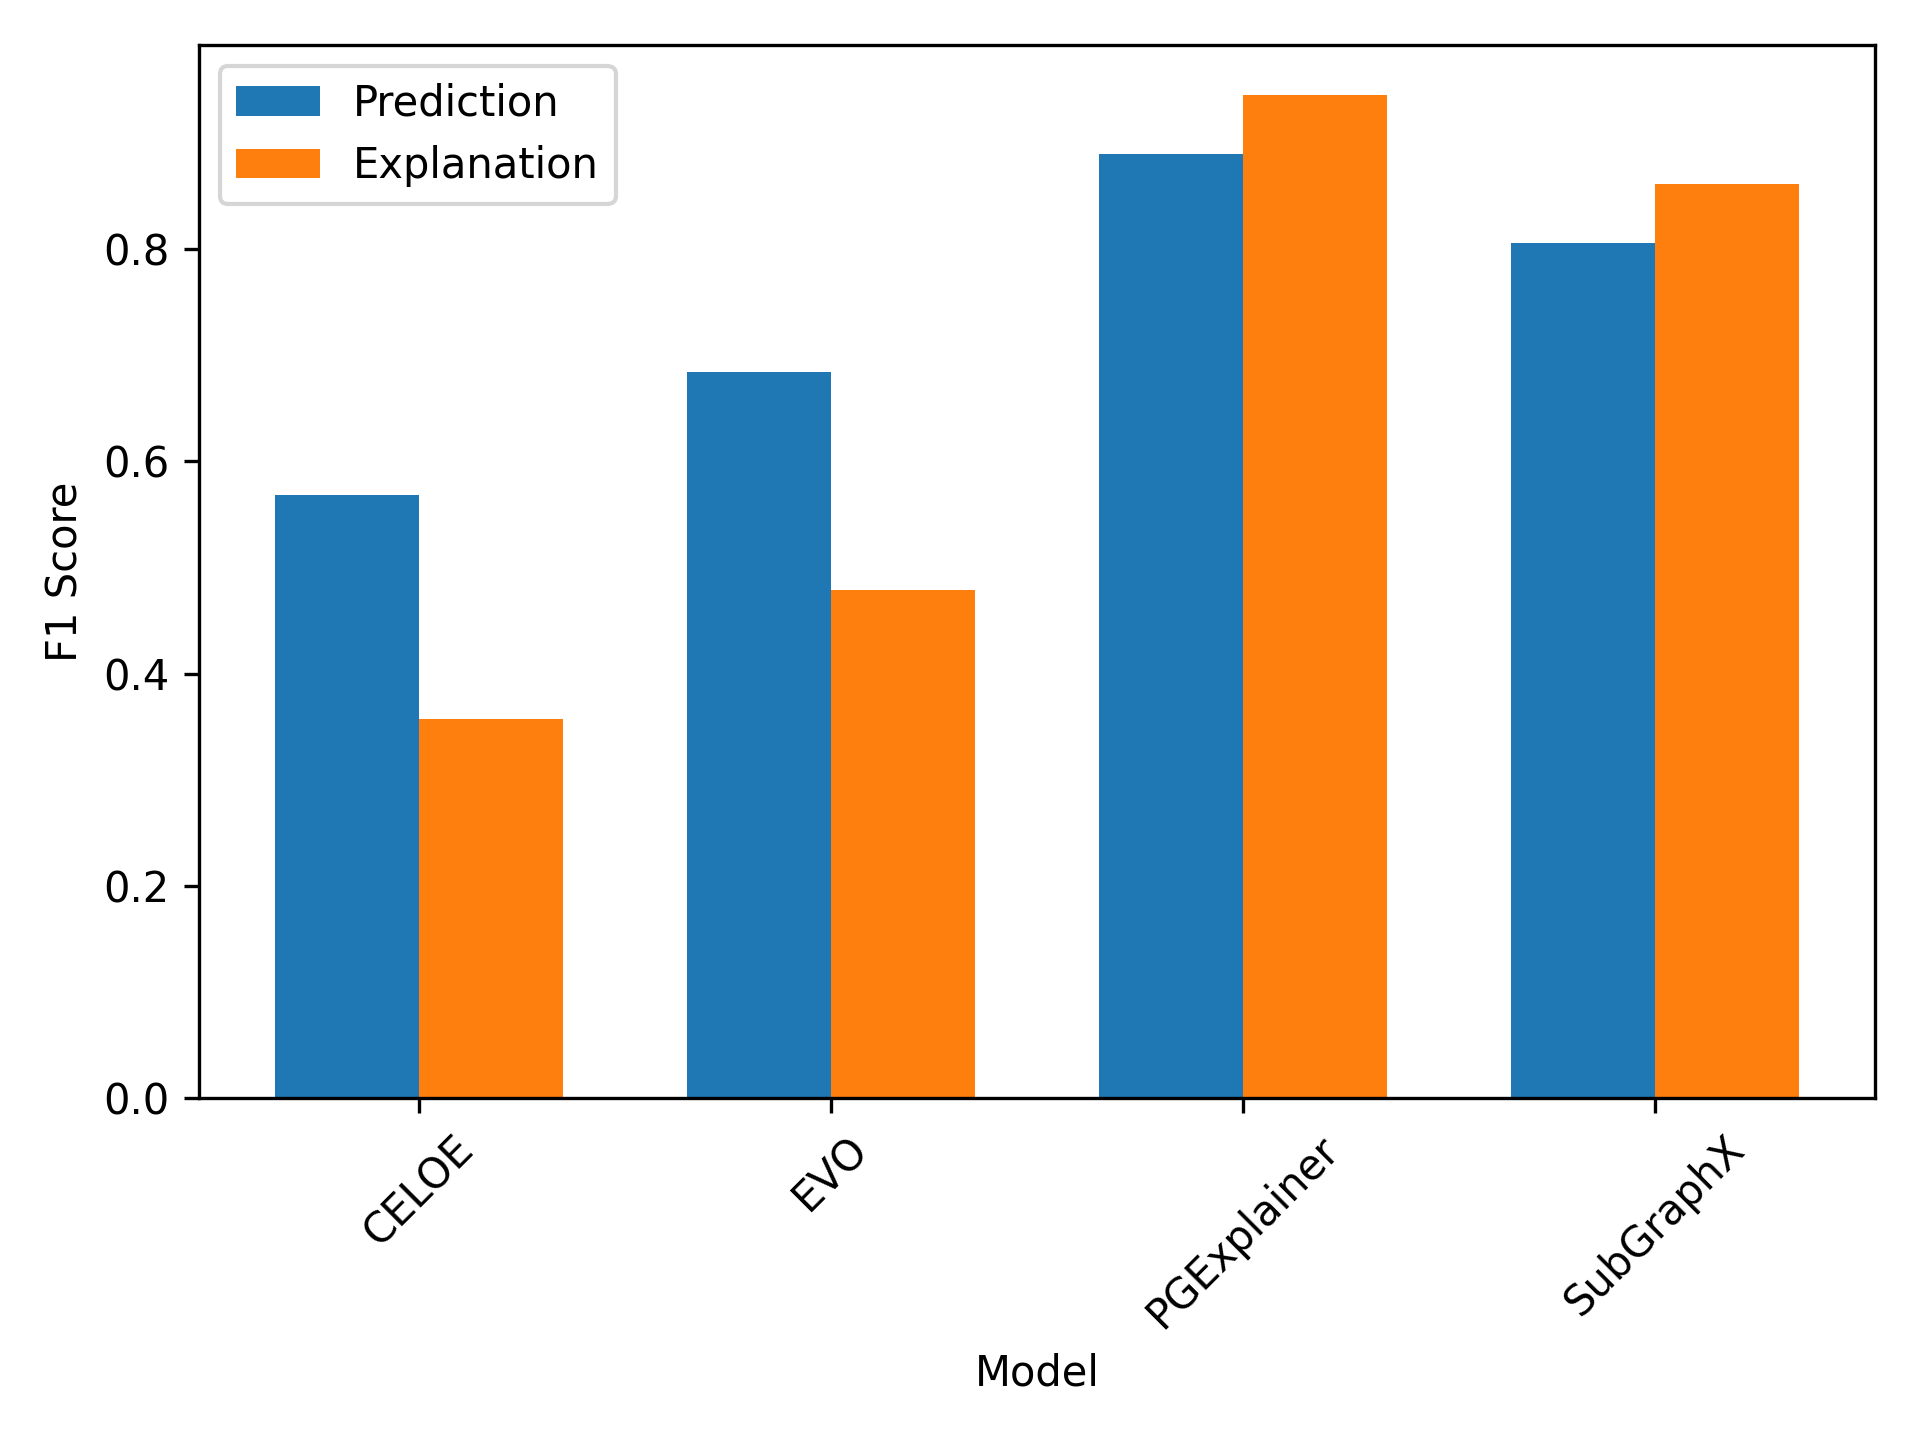 Prediction
Explanation
0.8
0.6
0.4
0.2
0.0
F1 Score
CELOE
EVO
PGExplainer
SubGraphX
Model